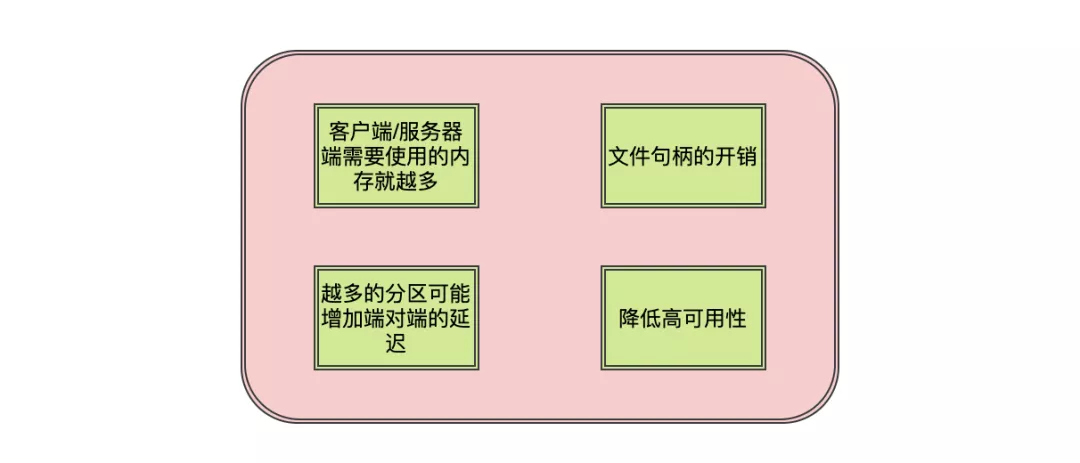 客户端/服务器
端需要使用的内
存就越多
文件句柄的开销
越多的分区可能
增加端对端的延
迟
降低高可用性